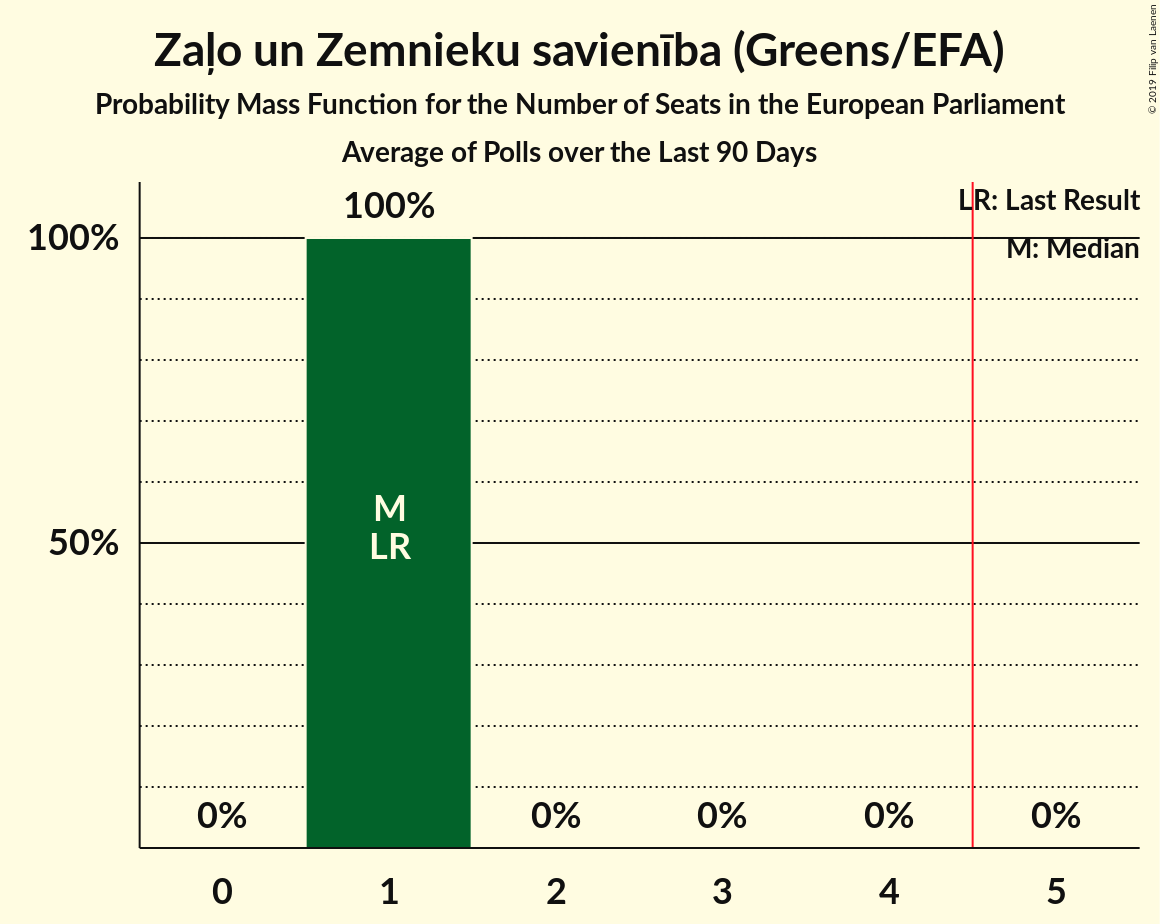 Zaļo un Zemnieku savienība (Greens/EFA)
Probability Mass Function for the Number of Seats in the European Parliament
Average of Polls over the Last 90 Days
© 2019 Filip van Laenen
LR: Last Result
M: Median
100%
100%
50%
M
LR
0%
0%
0%
0%
0%
0 1 2 3 4 5